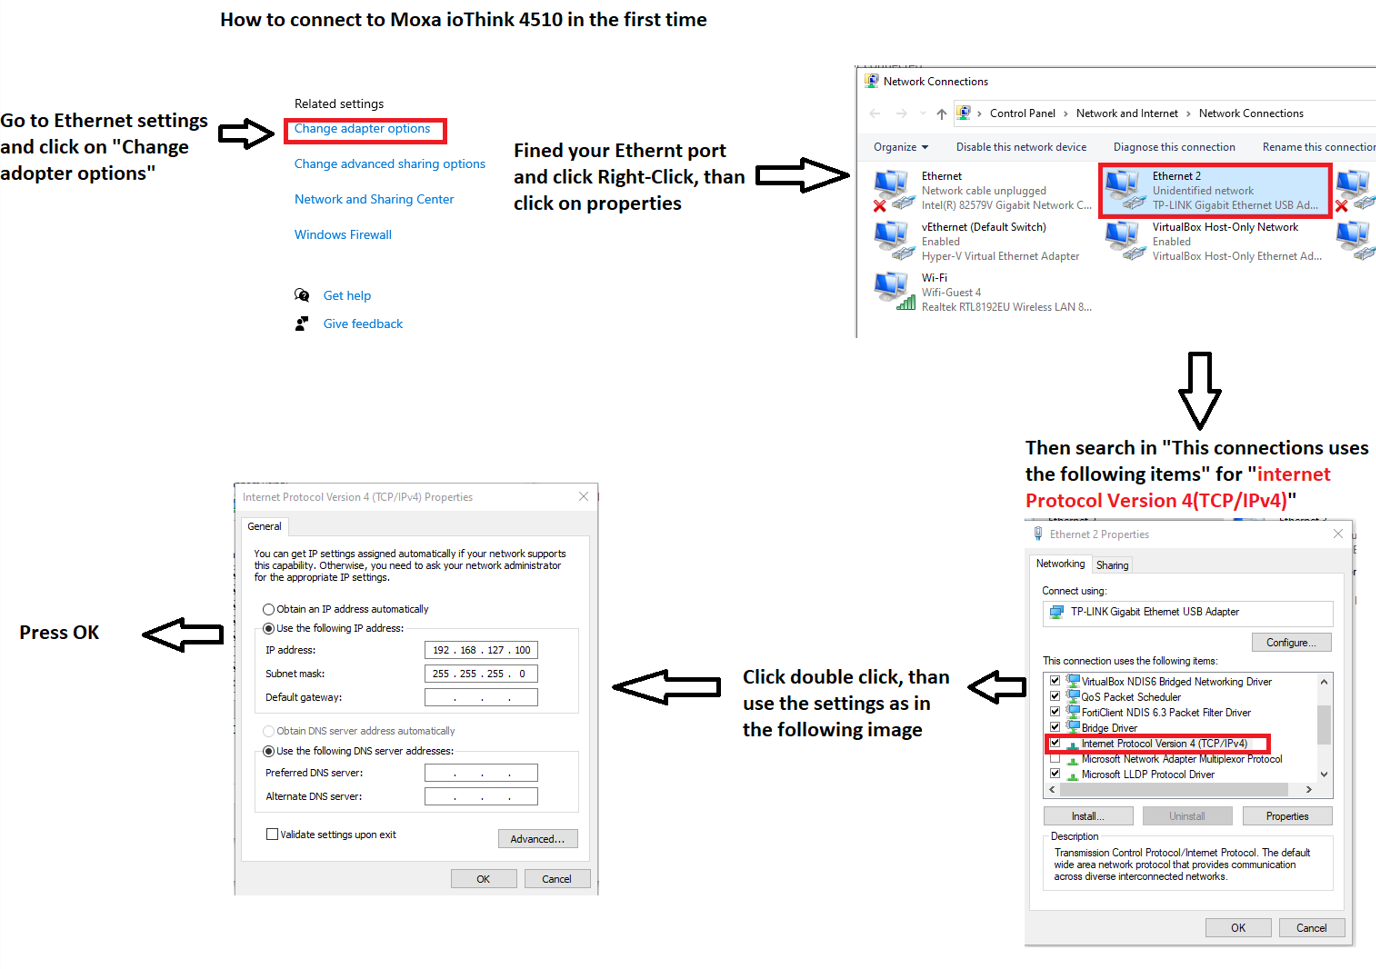 How to connect to Moxa ioThink 4510 in the first time
Go to Ethernet settings
and click on "Change
adopter options"
Related settings
Change adapter options
Change advanced sharing options
Network and Sharing Center
Windows Firewall
Get help
Give feedback
Fined your Ethernt port
and click Right-Click, than
click on properties
Network Connections
Control Panel > Network and Internet > Network Connections
Organize Disable this network device Diagnose this connection Rename this connection
Ethernet
Network cable unplugged
Intel(R) 82579V Gigabit Network C...
Ethernet 2
Unidentified network
TP-LINK Gigabit Ethernet USB Ad...
vEthernet (Default Switch)
Enabled
Hyper-V Virtual Ethernet Adapter
VirtualBox Host-Only Network
Enabled
VirtualBox Host-Only Ethernet Ad...
Wi-Fi
Wifi-Guest 4
Realtek RTL8192EU Wireless LAN 8...
Then search in "This connections uses
the following items" for "internet
Protocol Version 4(TCP/IPv4)"
Ethernet 2 Properties
Networking Sharing
Connect using:
TP-LINK Gigabit Ethernet USB Adapter
Configure...
This connection uses the following items:
VirtualBox NDIS6 Bridged Networking Driver
QoS Packet Scheduler
FortiClient NDIS 6.3 Packet Filter Driver
Bridge Driver
Internet Protocol Version 4 (TCP/IPv4)
Microsoft Network Adapter Multiplexor Protocol
Microsoft LLDP Protocol Driver
Install... Uninstall Properties
Description
Transmission Control Protocol/Internet Protocol. The default
wide area network protocol that provides communication
across diverse interconnected networks.
OK Cancel
Click double click, than
use the settings as in
the following image
Internet Protocol Version 4 (TCP/IPv4) Properties
General
You can get IP settings assigned automatically if your network supports
this capability. Otherwise, you need to ask your network administrator
for the appropriate IP settings.
Obtain an IP address automatically
Use the following IP address:
IP address: 192 . 168 . 127 . 100
Subnet mask: 255 . 255 . 255 . 0
Default gateway: . . .
Obtain DNS server address automatically
Use the following DNS server addresses:
Preferred DNS server: . . .
Alternate DNS server: . . .
Validate settings upon exit
Advanced...
OK Cancel
Press OK